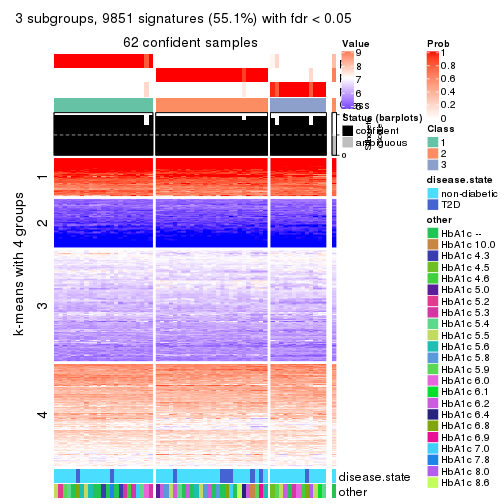 3 subgroups, 9851 signatures (55.1%) with fdr < 0.05
62 confident samples
k-means with 4 groups
1
2
3
4
disease.state
other
Value
9
8
7
6
Status (barplots)
confident
ambiguous
0
Prob
1
0.8
0.6
0.4
0.2
0
Class
1
2
3
disease.state
non-diabetic
T2D
other
HbA1c --
HbA1c 10.0
HbA1c 4.3
HbA1c 4.5
HbA1c 4.6
HbA1c 5.0
HbA1c 5.2
HbA1c 5.3
HbA1c 5.4
HbA1c 5.5
HbA1c 5.6
HbA1c 5.8
HbA1c 5.9
HbA1c 6.0
HbA1c 6.1
HbA1c 6.2
HbA1c 6.4
HbA1c 6.8
HbA1c 6.9
HbA1c 7.0
HbA1c 7.8
HbA1c 8.0
HbA1c 8.6